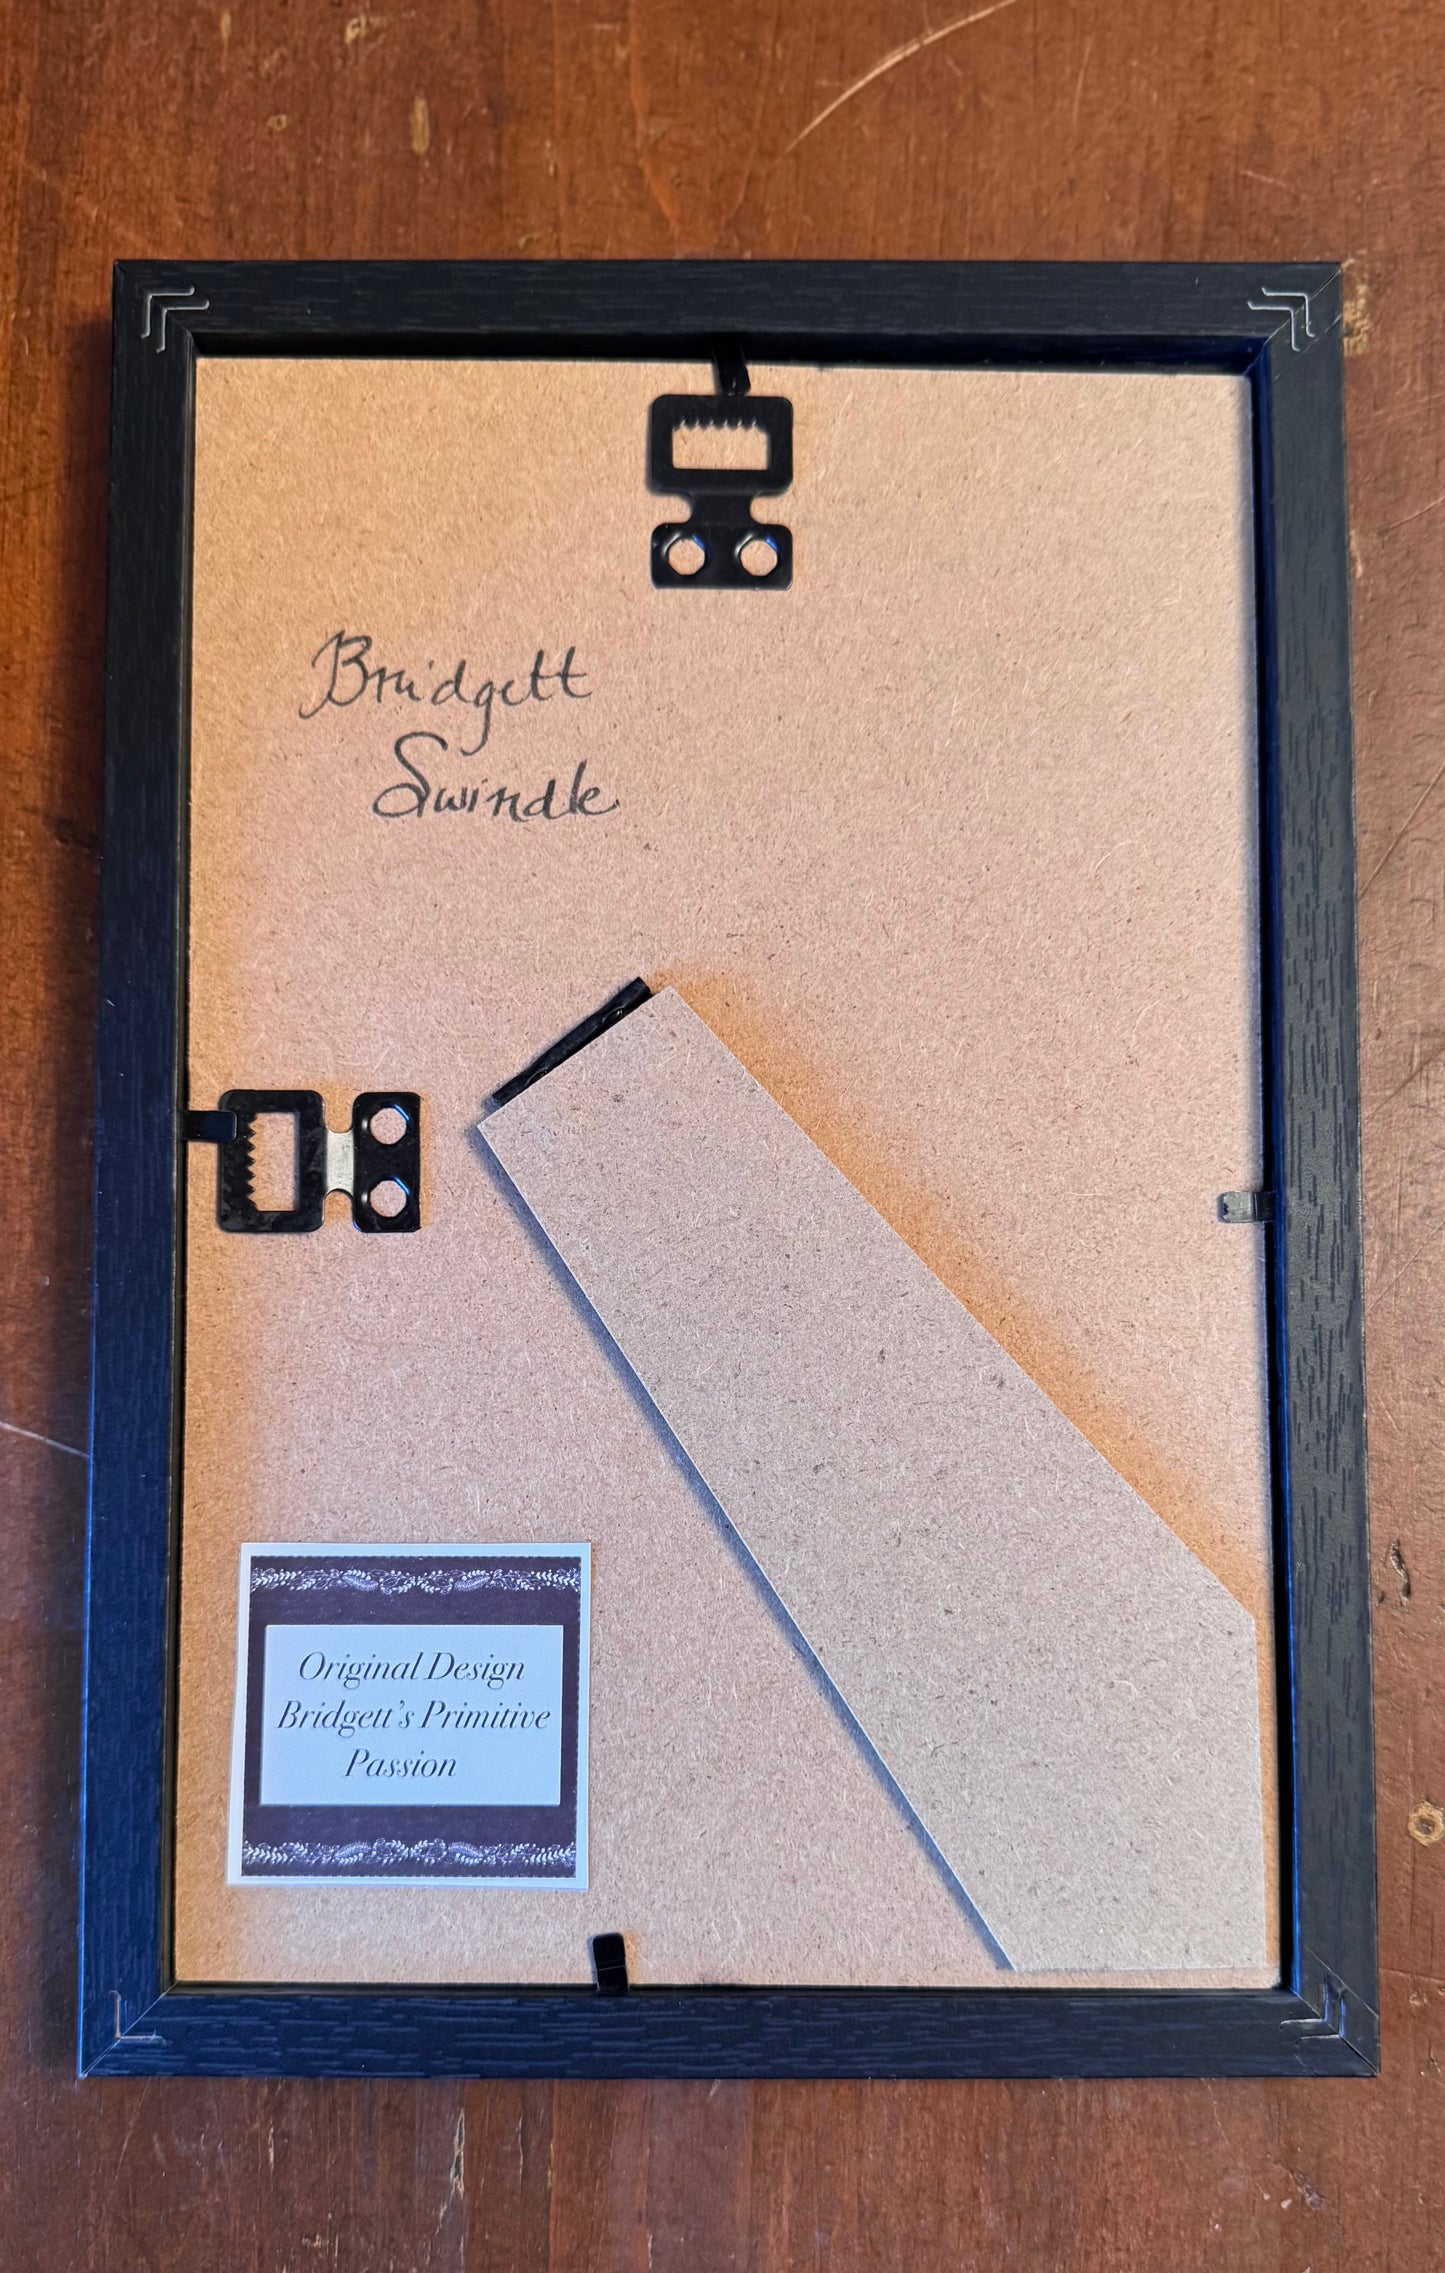 Bridgett
Swindle
Original Design
Bridgett's Primitive
Passion